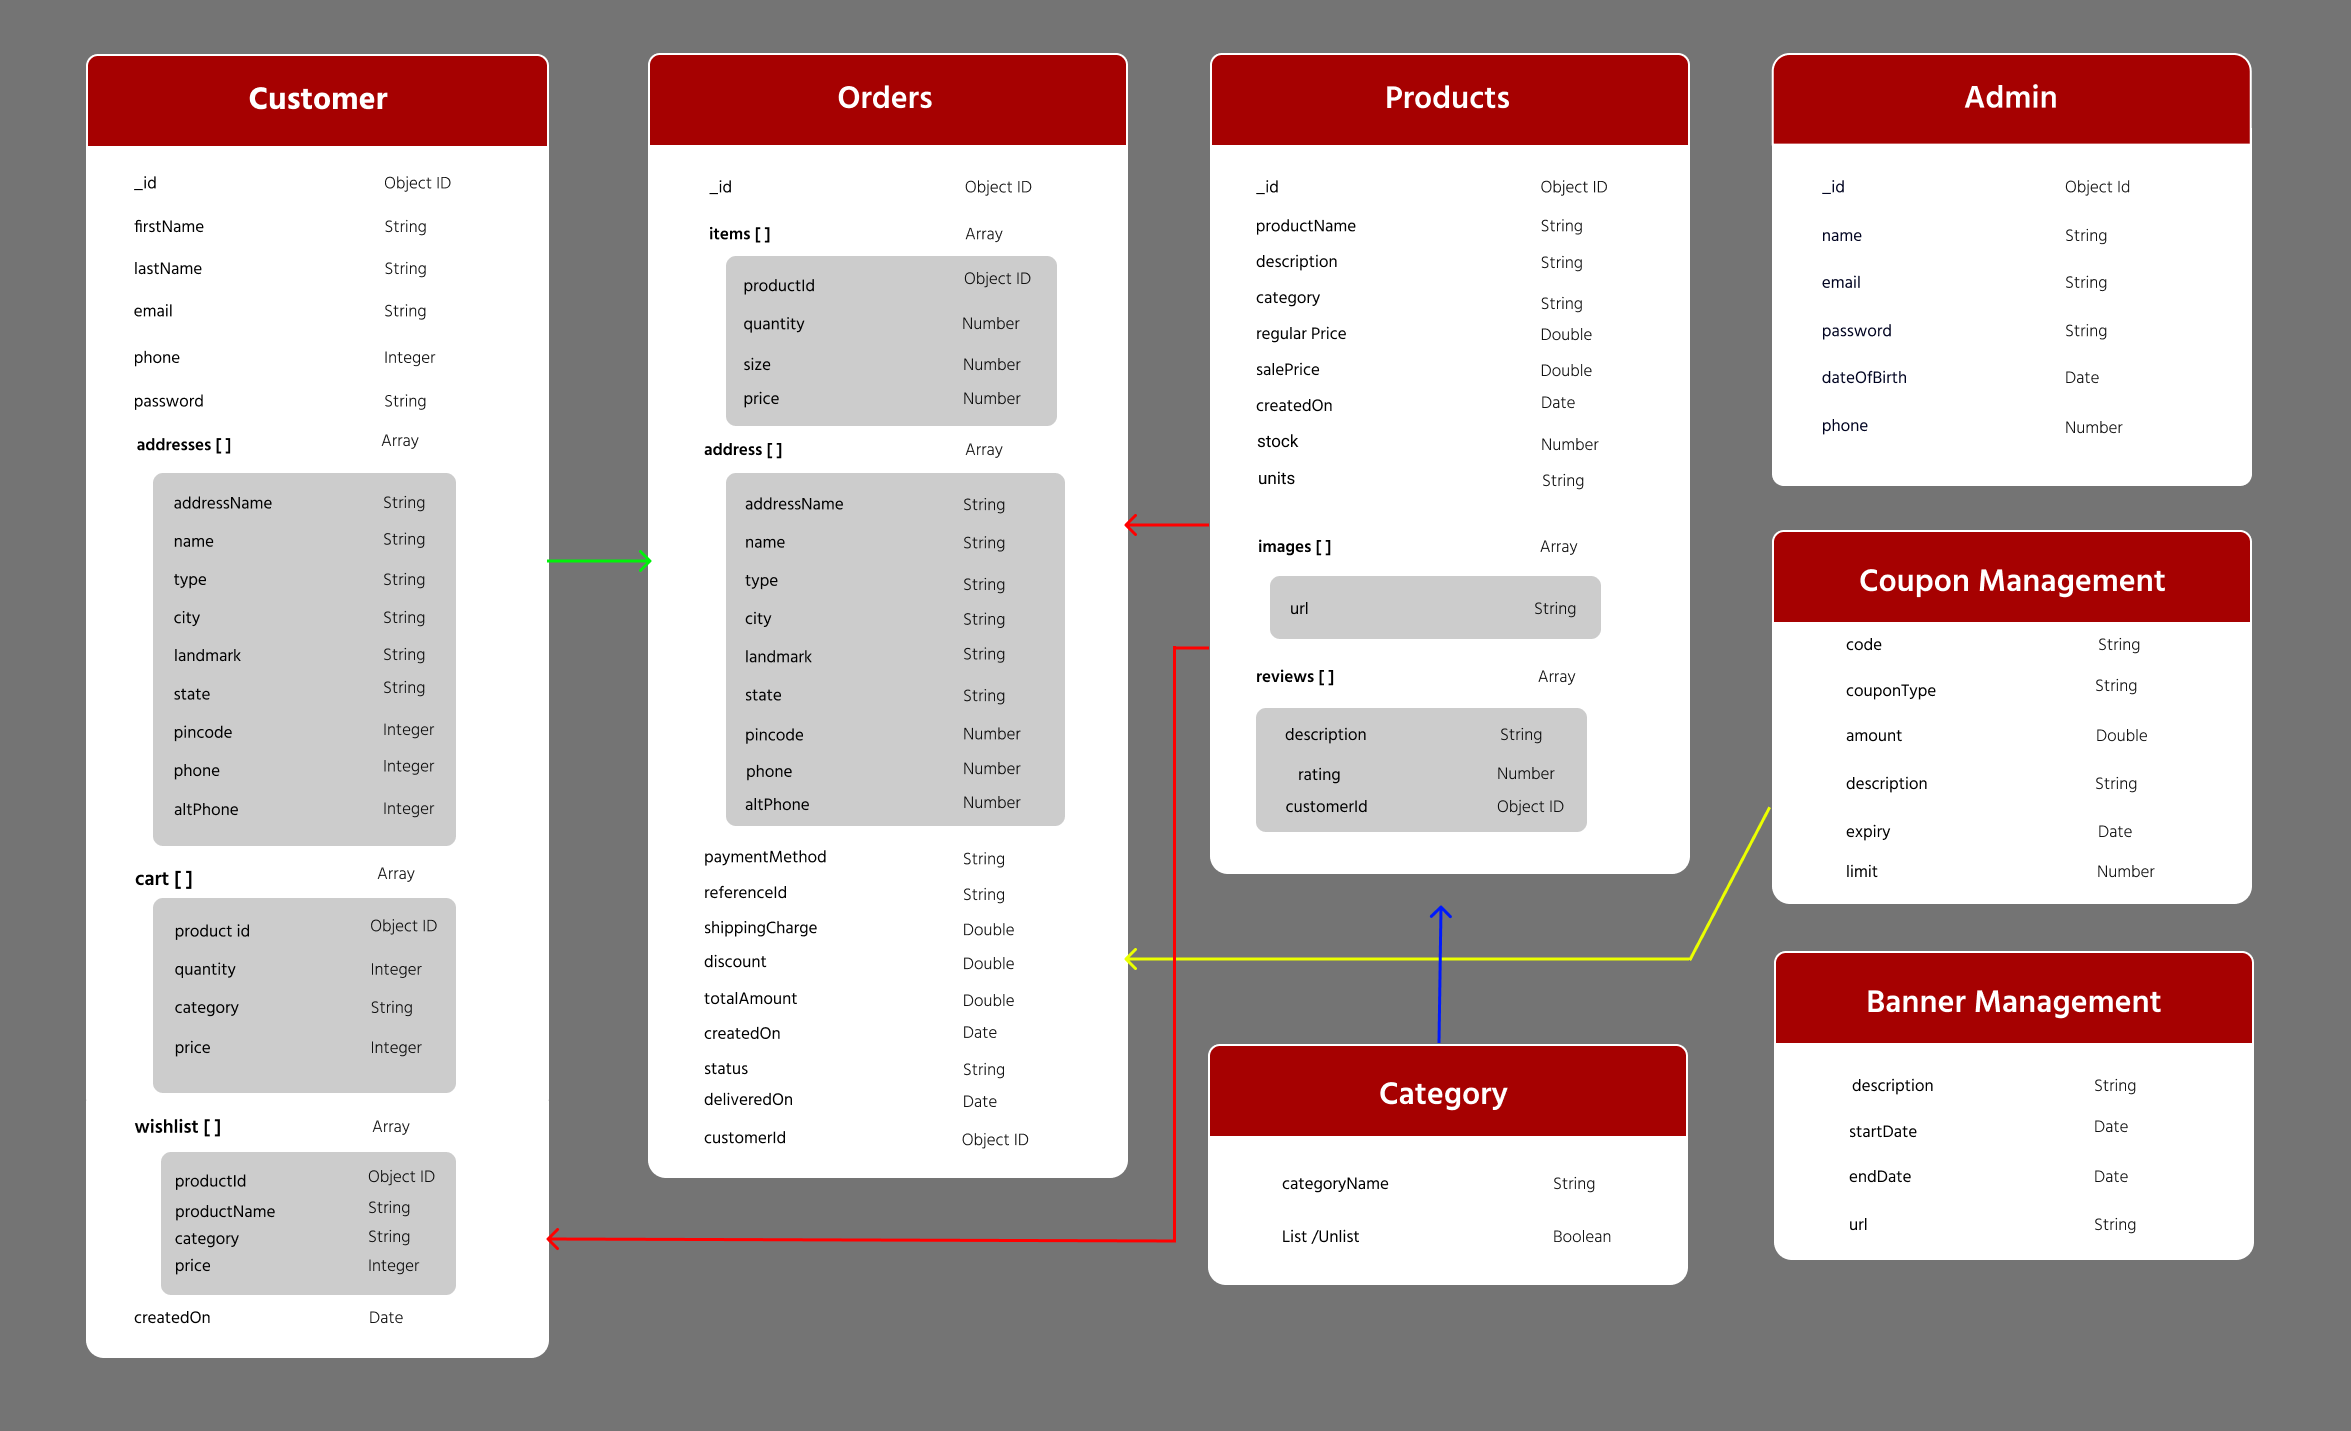 Customer
_id Object ID
firstName String
lastName String
email String
phone Integer
password String
addresses [ ] Array
addressName String
name String
type String
city String
landmark String
state String
pincode Integer
phone Integer
altPhone Integer
cart [ ] Array
product id Object ID
quantity Integer
category String
price Integer
wishlist [ ] Array
productId Object ID
productName String
category String
price Integer
createdOn Date
Orders
_id Object ID
items [ ] Array
productId Object ID
quantity Number
size Number
price Number
address [ ] Array
addressName String
name String
type String
city String
landmark String
state String
pincode Number
phone Number
altPhone Number
paymentMethod String
referenceId String
shippingCharge Double
discount Double
totalAmount Double
createdOn Date
status String
deliveredOn Date
customerId Object ID
Products
_id Object ID
productName String
description String
category String
regular Price Double
salePrice Double
createdOn Date
stock Number
units String
images [ ] Array
url String
reviews [ ] Array
description String
rating Number
customerId Object ID
Category
categoryName String
List /Unlist Boolean
Admin
_id Object Id
name String
email String
password String
dateOfBirth Date
phone Number
Coupon Management
code String
couponType String
amount Double
description String
expiry Date
limit Number
Banner Management
description String
startDate Date
endDate Date
url String